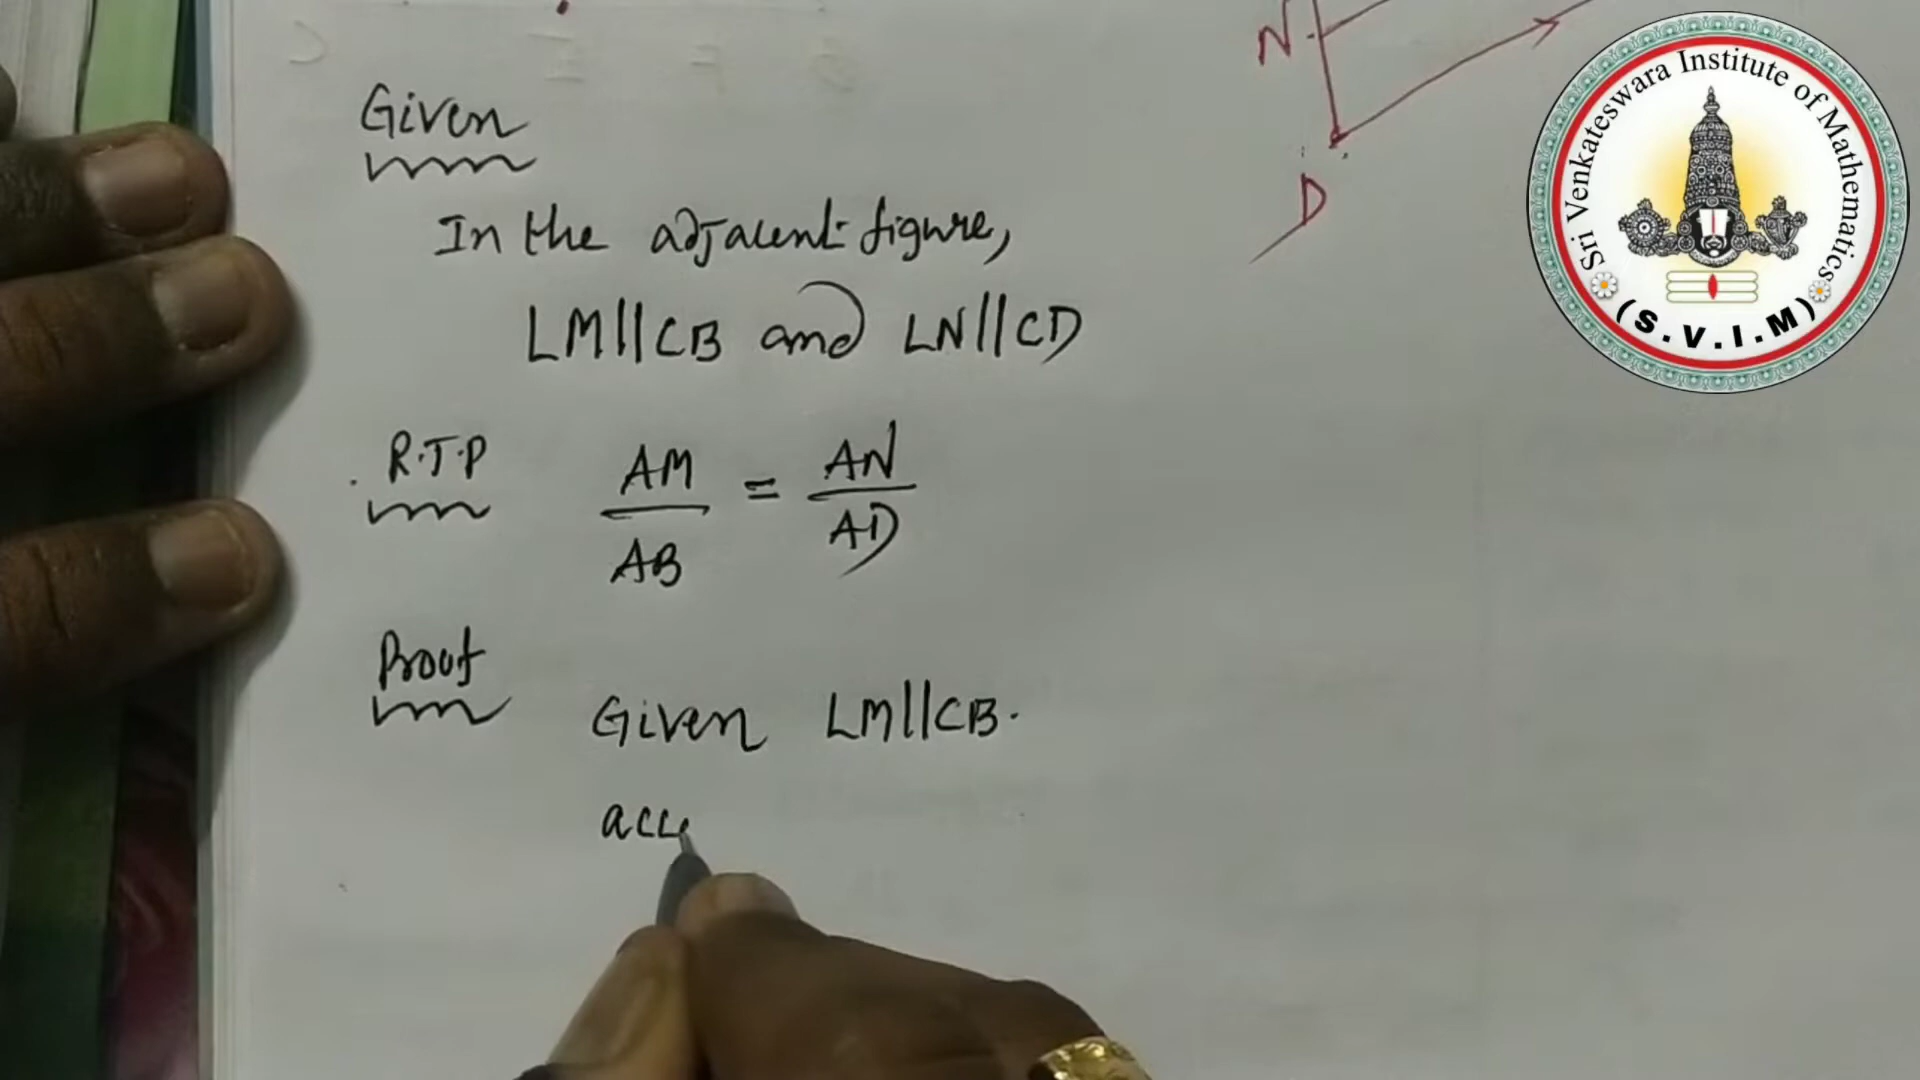 N
D
Given
In the adjacent figure,
LM||CB and LN||CD
R.T.P AM/AB = AN/AD
Proof
Given LM||CB.
acc
Sri Venkateswara Institute of Mathematics
(S.V.I.M)